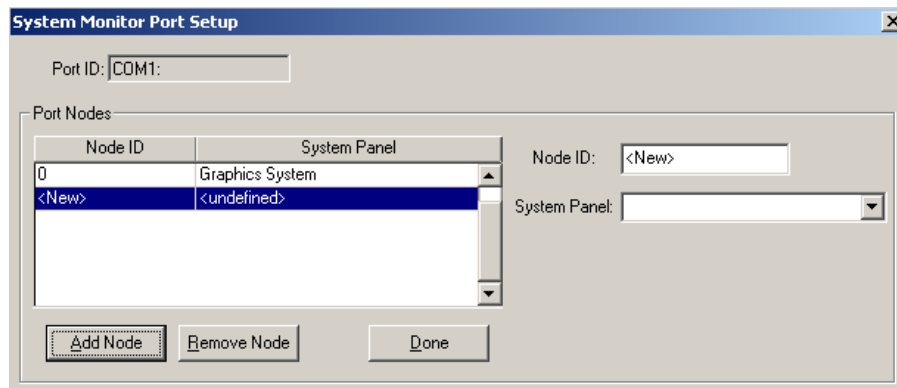 System Monitor Port Setup
Port ID: COM1:
Port Nodes
Node ID System Panel
0 Graphics System
<New> <undefined>
Node ID: <New>
System Panel:
Add Node Remove Node Done